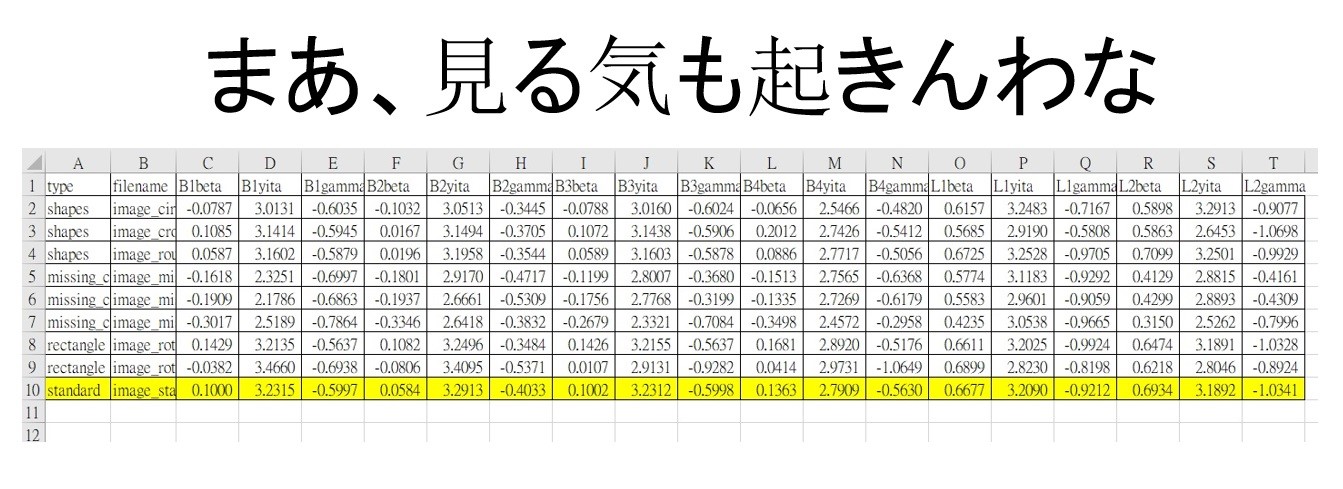 まあ、見る気も起きんわな
A B C D E F G H I J K L M N O P Q R S T
1 type filename B1beta B1yita B1gamma B2beta B2yita B2gamma B3beta B3yita B3gamma B4beta B4yita B4gamma L1beta L1yita L1gamma L2beta L2yita L2gamma
2 shapes image_cir -0.0787 3.0131 -0.6035 -0.1032 3.0513 -0.3445 -0.0788 3.0160 -0.6024 -0.0656 2.5466 -0.4820 0.6157 3.2483 -0.7167 0.5898 3.2913 -0.9077
3 shapes image_cro 0.1085 3.1414 -0.5945 0.0167 3.1494 -0.3705 0.1072 3.1438 -0.5906 0.2012 2.7426 -0.5412 0.5685 2.9190 -0.5808 0.5863 2.6453 -1.0698
4 shapes image_rou 0.0587 3.1602 -0.5879 0.0196 3.1958 -0.3544 0.0589 3.1603 -0.5878 0.0886 2.7717 -0.5056 0.6725 3.2528 -0.9705 0.7099 3.2501 -0.9929
5 missing_c image_mi -0.1618 2.3251 -0.6997 -0.1801 2.9170 -0.4717 -0.1199 2.8007 -0.3680 -0.1513 2.7565 -0.6368 0.5774 3.1183 -0.9292 0.4129 2.8815 -0.4161
6 missing_c image_mi -0.1909 2.1786 -0.6863 -0.1937 2.6661 -0.5309 -0.1756 2.7768 -0.3199 -0.1335 2.7269 -0.6179 0.5583 2.9601 -0.9059 0.4299 2.8893 -0.4309
7 missing_c image_mi -0.3017 2.5189 -0.7864 -0.3346 2.6418 -0.3832 -0.2679 2.3321 -0.7084 -0.3498 2.4572 -0.2958 0.4235 3.0538 -0.9665 0.3150 2.5262 -0.7996
8 rectangle image_rot 0.1429 3.2135 -0.5637 0.1082 3.2496 -0.3484 0.1426 3.2155 -0.5637 0.1681 2.8920 -0.5176 0.6611 3.2025 -0.9924 0.6474 3.1891 -1.0328
9 rectangle image_rot -0.0382 3.4660 -0.6938 -0.0806 3.4095 -0.5371 0.0107 2.9131 -0.9282 0.0414 2.9731 -1.0649 0.6899 2.8230 -0.8198 0.6218 2.8046 -0.8924
10 standard image_sta 0.1000 3.2315 -0.5997 0.0584 3.2913 -0.4033 0.1002 3.2312 -0.5998 0.1363 2.7909 -0.5630 0.6677 3.2090 -0.9212 0.6934 3.1892 -1.0341
11
12